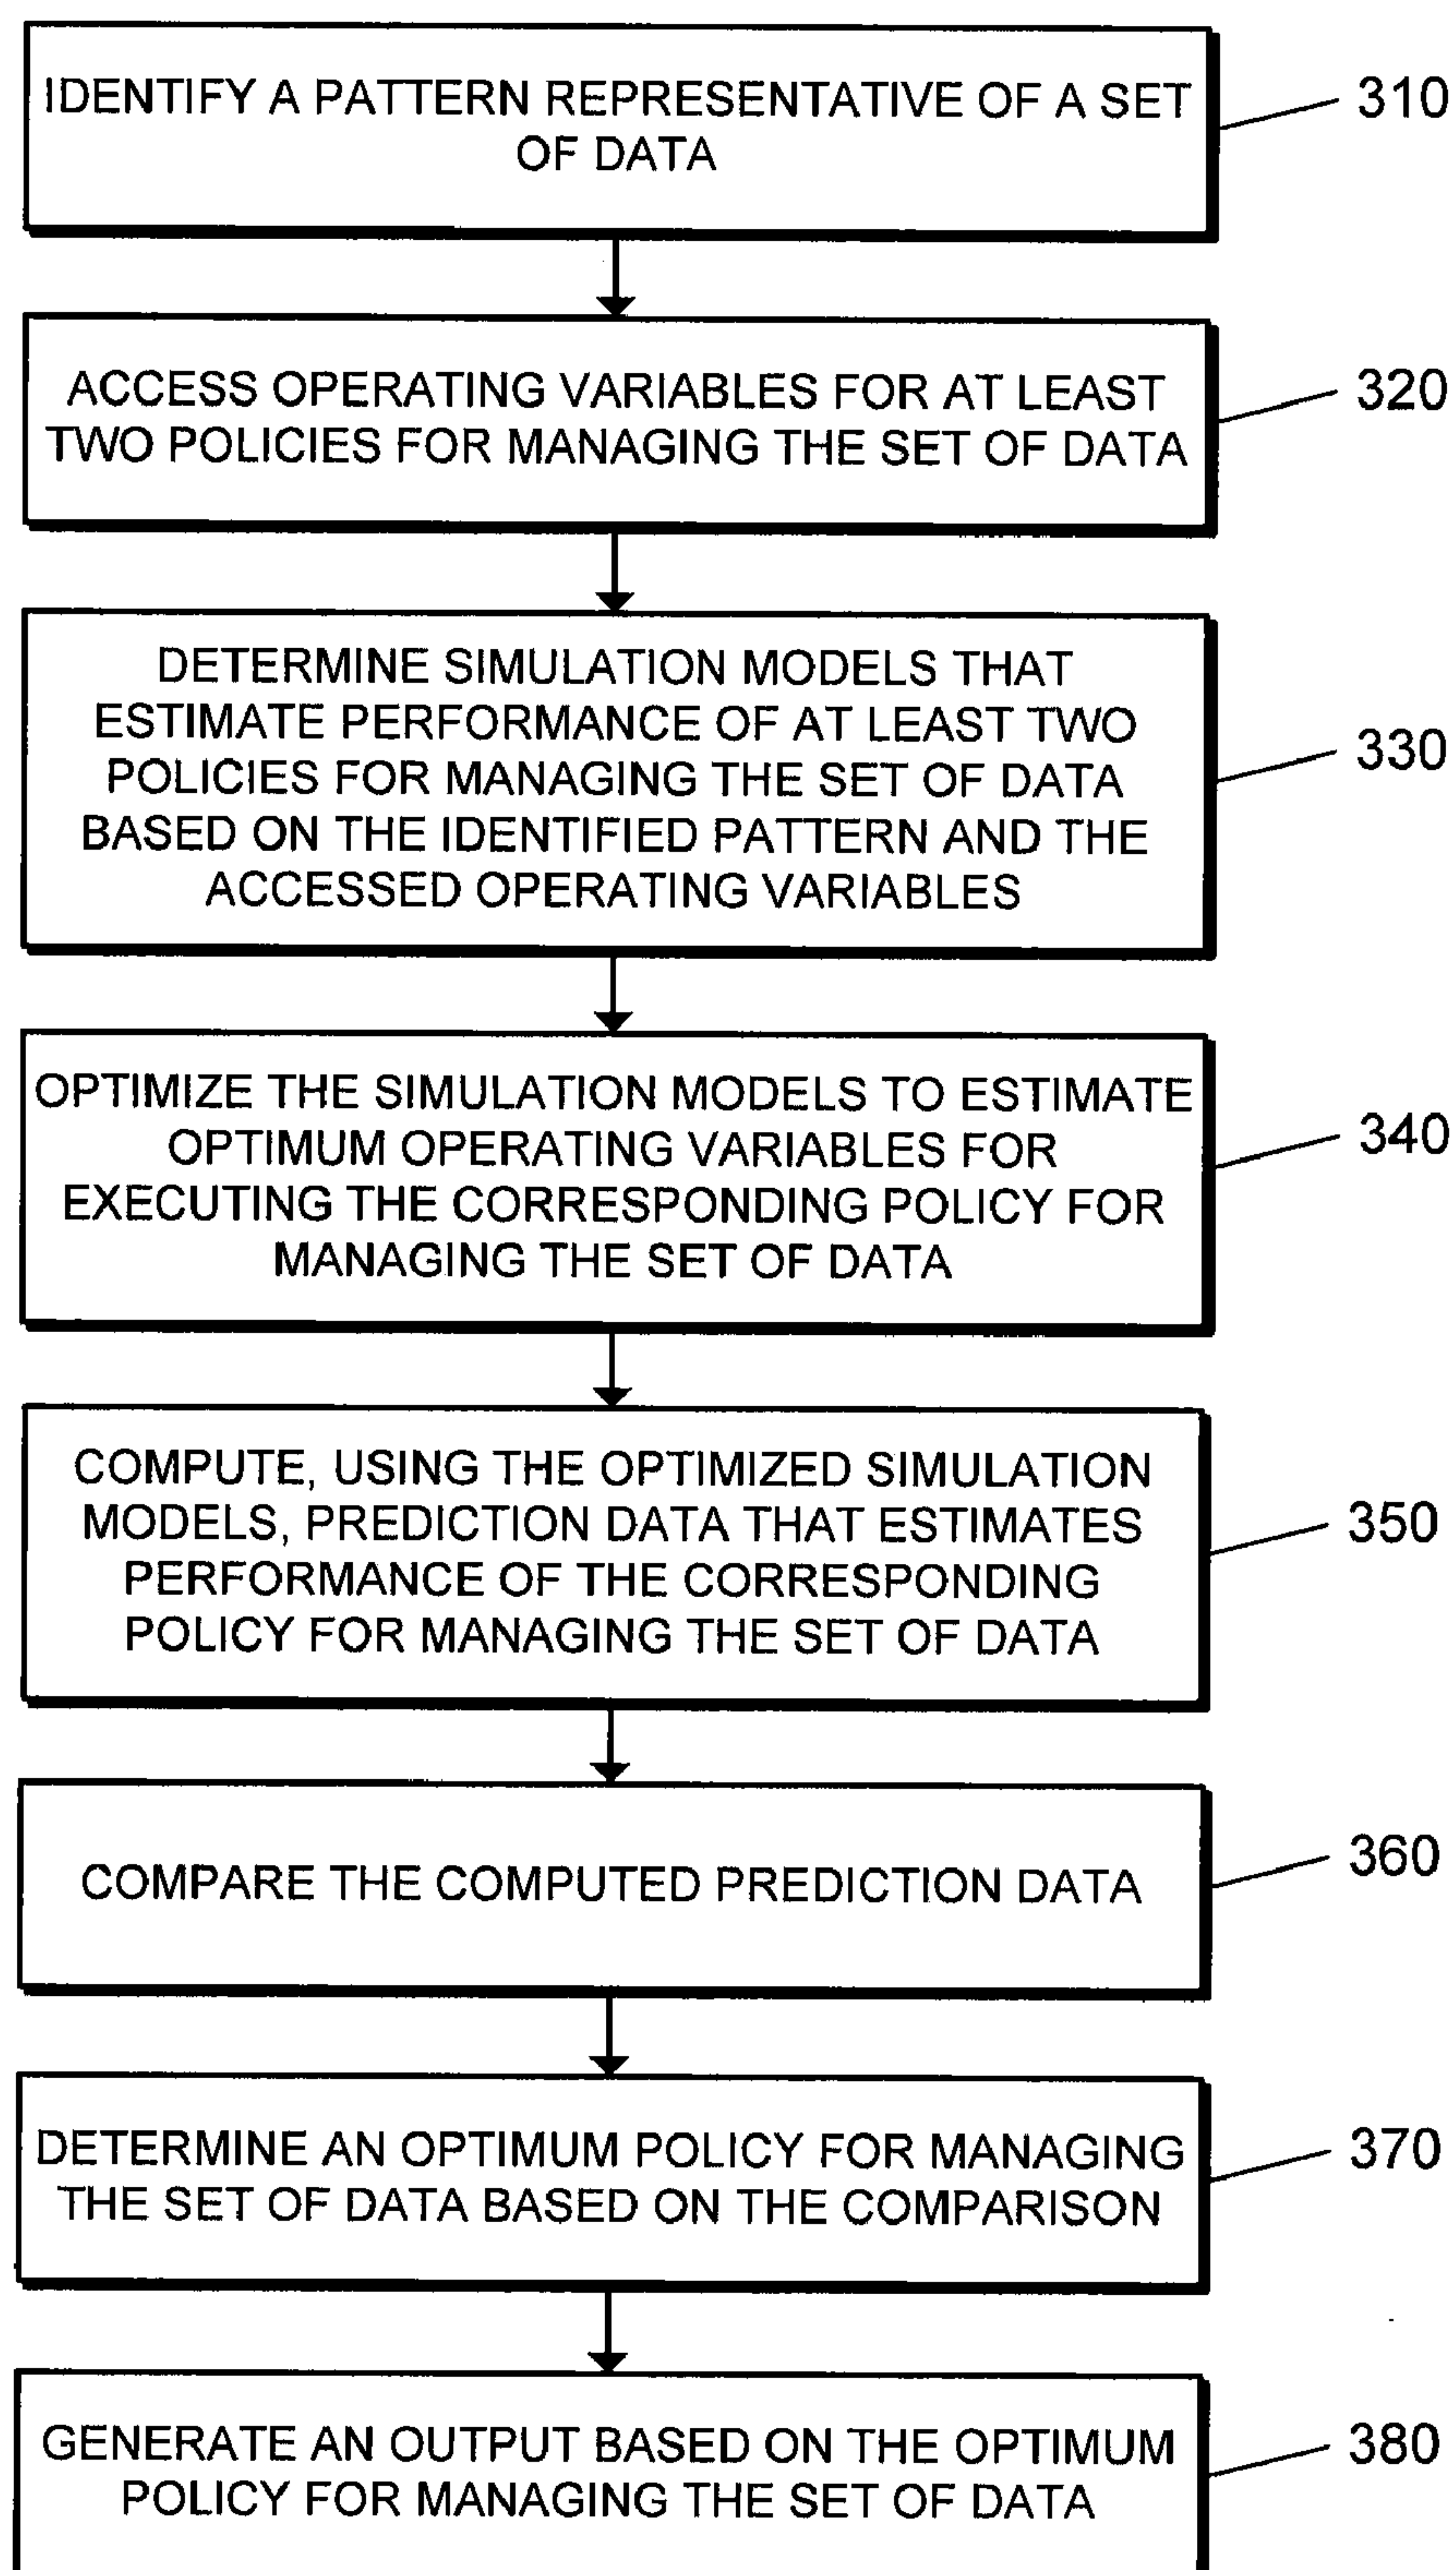 IDENTIFY A PATTERN REPRESENTATIVE OF A SET
OF DATA
310
ACCESS OPERATING VARIABLES FOR AT LEAST
TWO POLICIES FOR MANAGING THE SET OF DATA
320
DETERMINE SIMULATION MODELS THAT
ESTIMATE PERFORMANCE OF AT LEAST TWO
POLICIES FOR MANAGING THE SET OF DATA
BASED ON THE IDENTIFIED PATTERN AND THE
ACCESSED OPERATING VARIABLES
330
OPTIMIZE THE SIMULATION MODELS TO ESTIMATE
OPTIMUM OPERATING VARIABLES FOR
EXECUTING THE CORRESPONDING POLICY FOR
MANAGING THE SET OF DATA
340
COMPUTE, USING THE OPTIMIZED SIMULATION
MODELS, PREDICTION DATA THAT ESTIMATES
PERFORMANCE OF THE CORRESPONDING
POLICY FOR MANAGING THE SET OF DATA
350
COMPARE THE COMPUTED PREDICTION DATA
360
DETERMINE AN OPTIMUM POLICY FOR MANAGING
THE SET OF DATA BASED ON THE COMPARISON
370
GENERATE AN OUTPUT BASED ON THE OPTIMUM
POLICY FOR MANAGING THE SET OF DATA
380